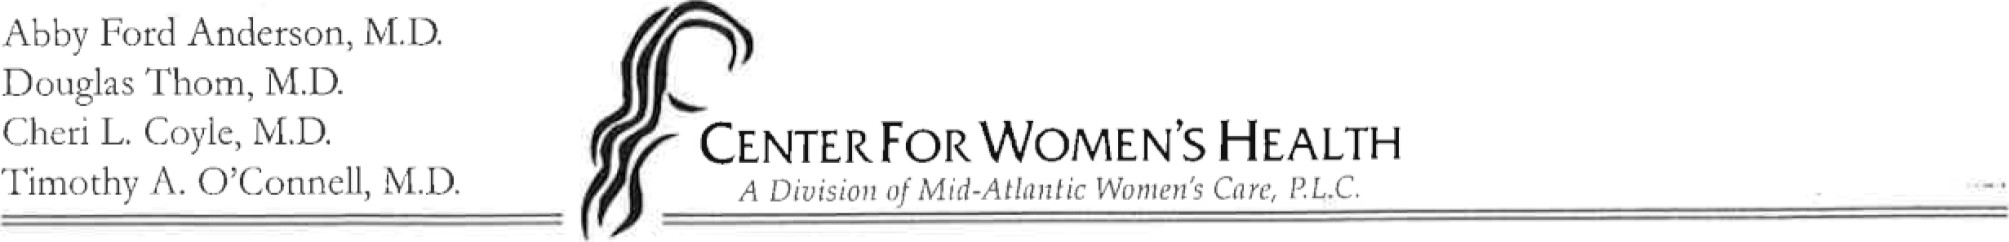 Abby Ford Anderson, M.D.
Douglas Thom, M.D.
Cheri L. Coyle, M.D.
Timothy A. O'Connell, M.D.
CENTER FOR WOMEN'S HEALTH
A Division of Mid-Atlantic Women's Care, P.L.C.